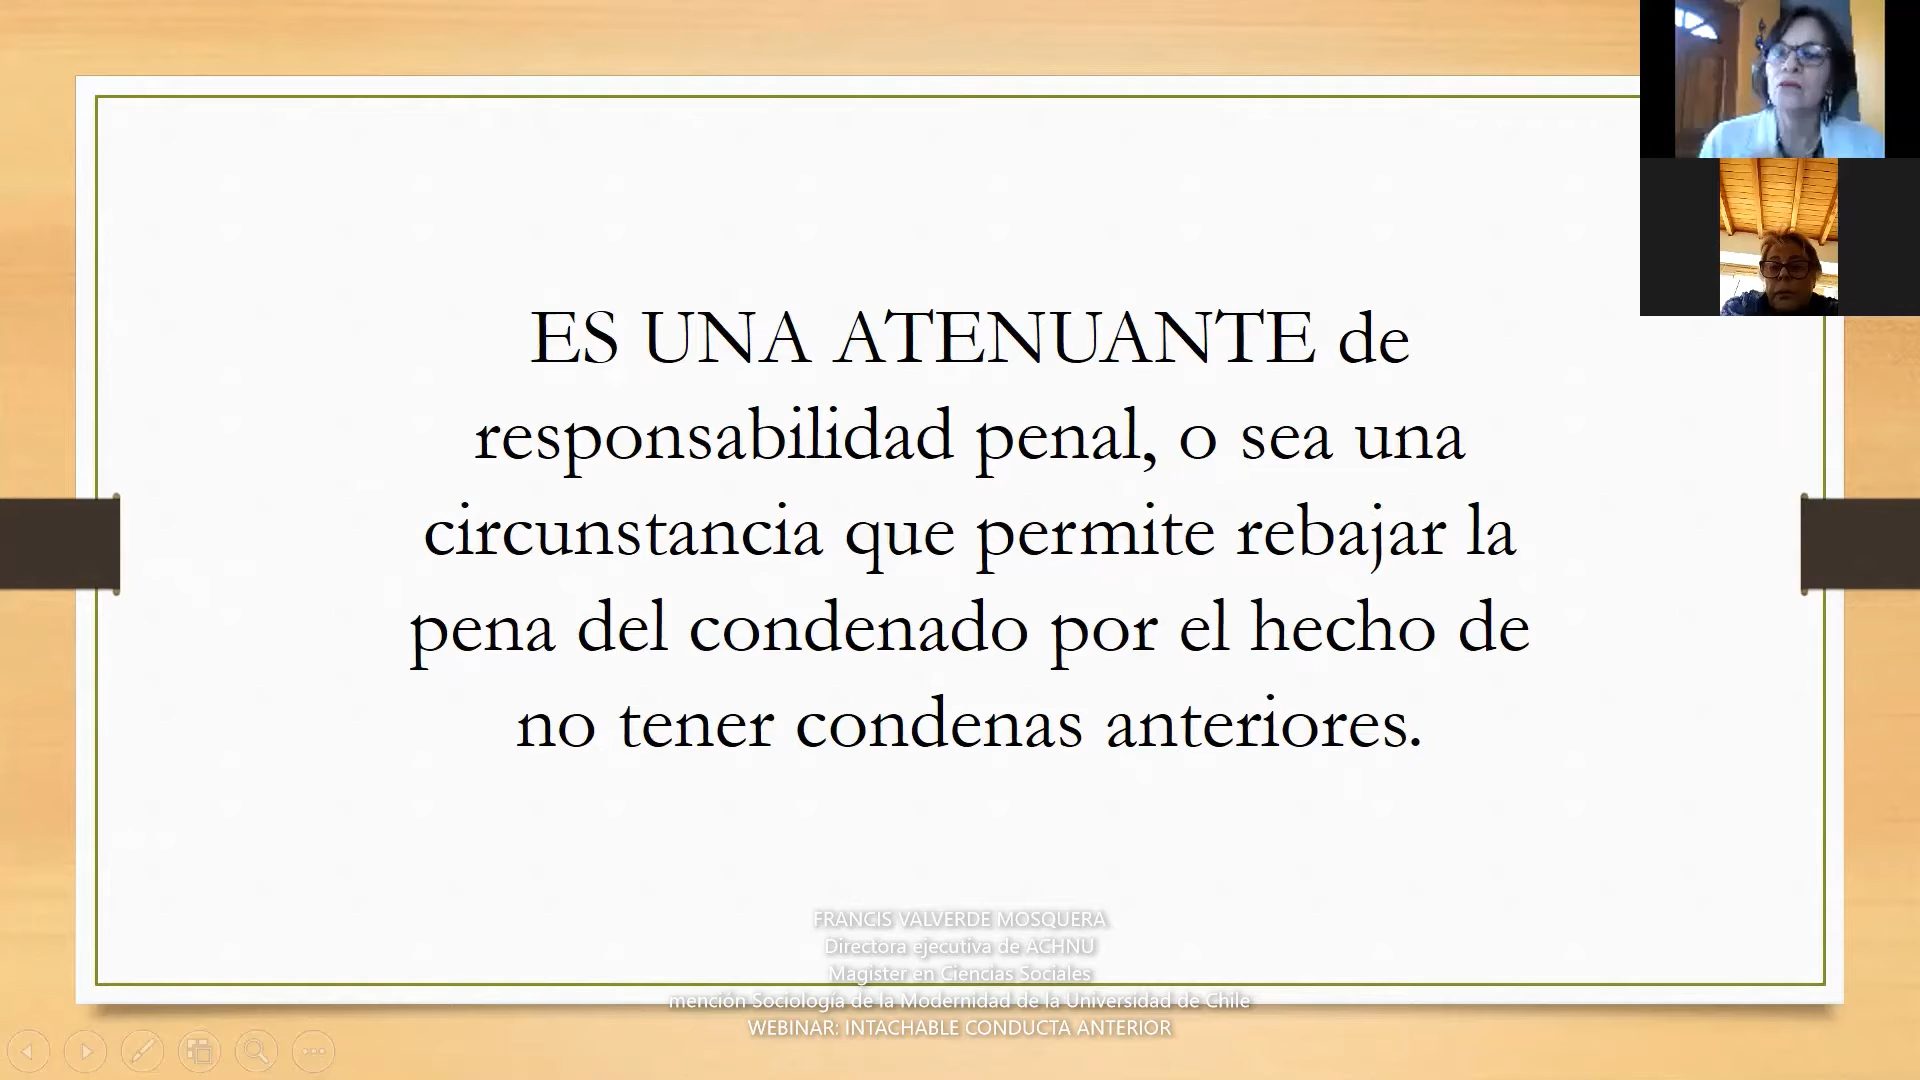 ES UNA ATENUANTE de
responsabilidad penal, o sea una
circunstancia que permite rebajar la
pena del condenado por el hecho de
no tener condenas anteriores.
FRANCIS VALVERDE MOSQUERA
Directora ejecutiva de ACHNU
Magíster en Ciencias Sociales
mención Sociología de la Modernidad de la Universidad de Chile
WEBINAR: INTACHABLE CONDUCTA ANTERIOR